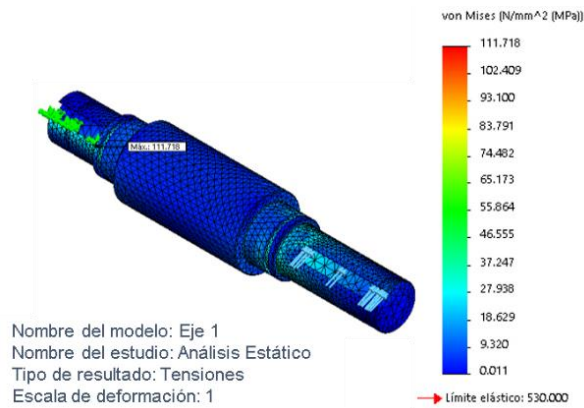 von Mises (N/mm^2 (MPa))
111.718
102.409
93.100
83.791
74.482
65.173
55.864
46.555
37.247
27.938
18.629
9.320
0.011
Límite elástico: 530.000
Máx.: 111.718
Nombre del modelo: Eje 1
Nombre del estudio: Análisis Estático
Tipo de resultado: Tensiones
Escala de deformación: 1